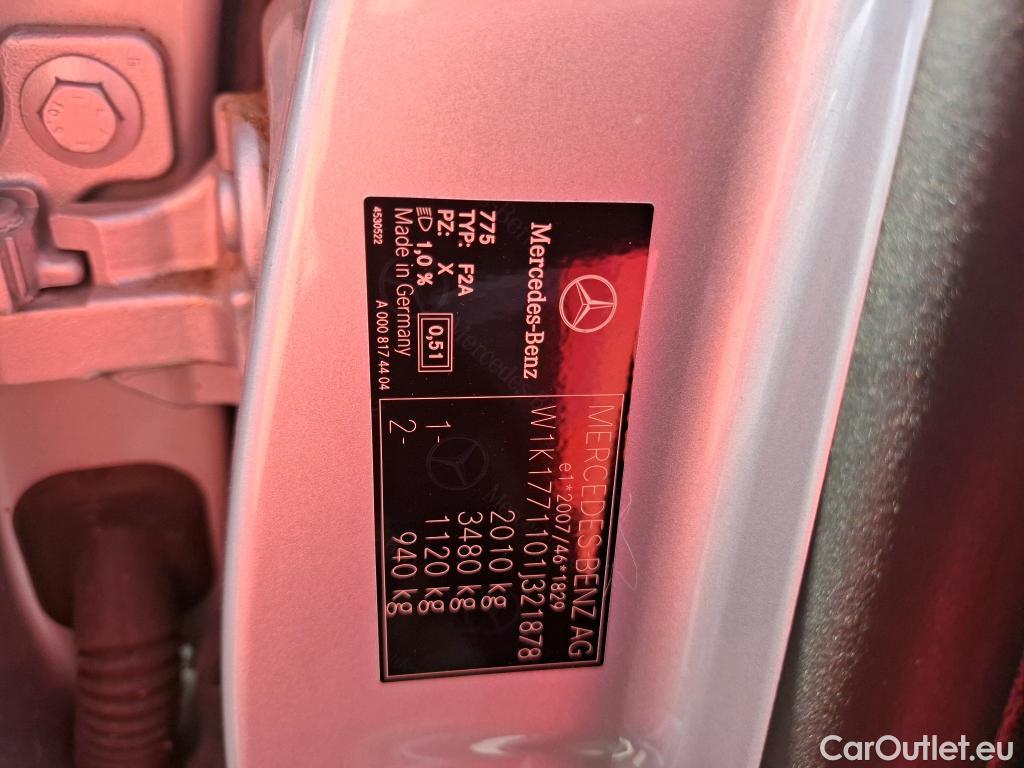 Mercedes-Benz
775
TYP: F2A
PZ: X
1,0 %
0,51
Made in Germany
4530522
A 000 817 44 04
MERCEDES-BENZ AG
e1*2007/46*1829
W1K1771101J321878
2010 kg
3480 kg
1- 1120 kg
2- 940 kg
CarOutlet.eu